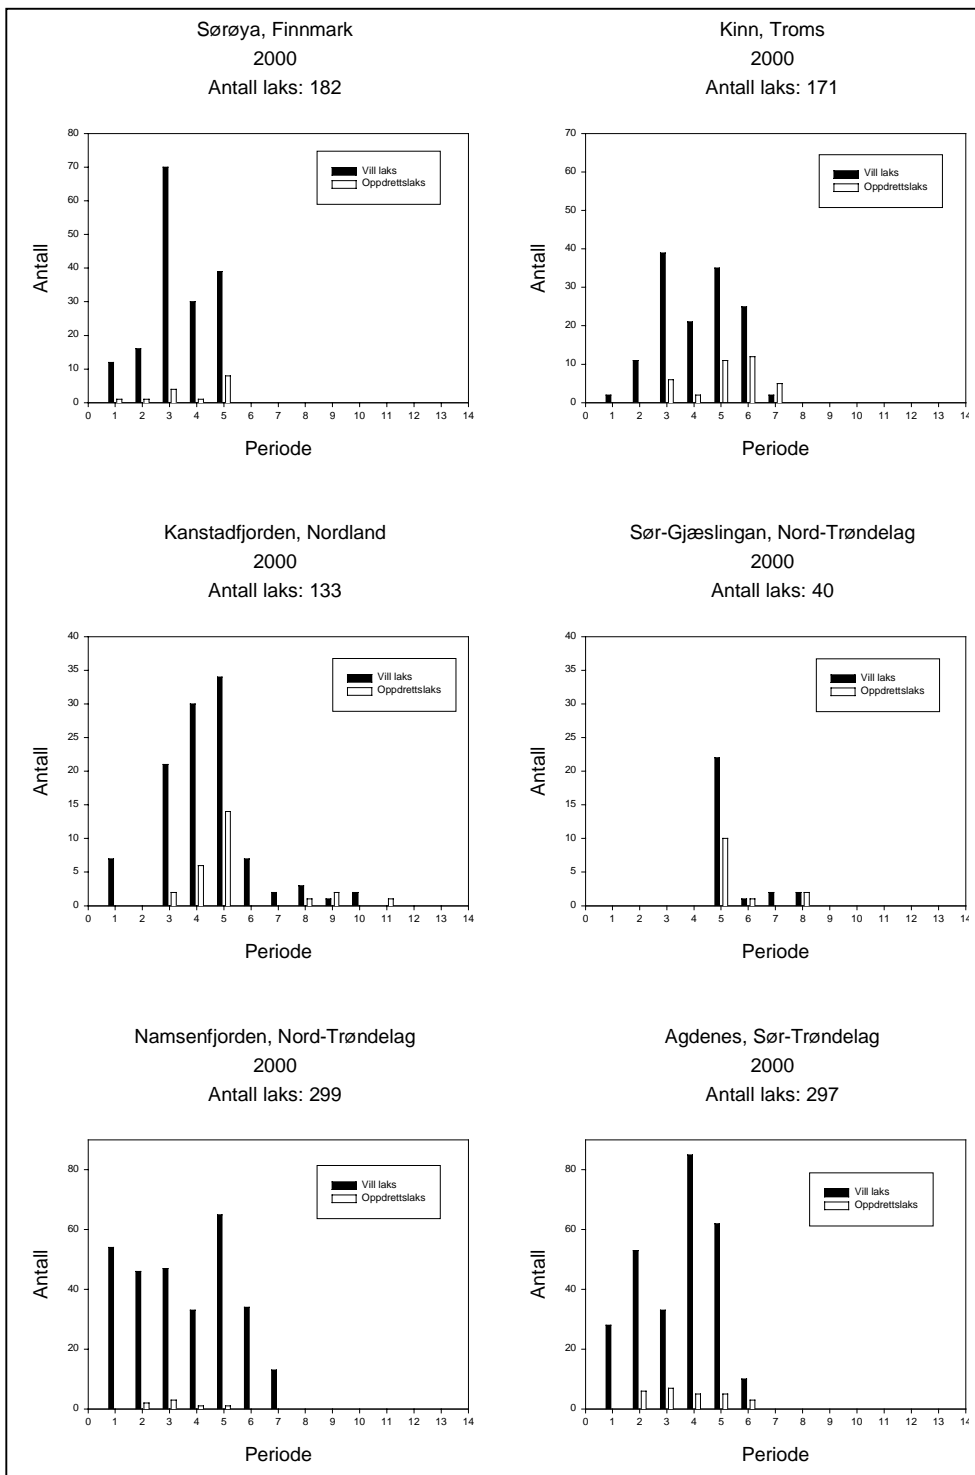 Sørøya, Finnmark
2000
Antall laks: 182
80
70
60
50
40
30
20
10
0
Antall
Vill laks
Oppdrettslaks
0 1 2 3 4 5 6 7 8 9 10 11 12 13 14
Periode
Kinn, Troms
2000
Antall laks: 171
70
60
50
40
30
20
10
0
Antall
Vill laks
Oppdrettslaks
0 1 2 3 4 5 6 7 8 9 10 11 12 13 14
Periode
Kanstadfjorden, Nordland
2000
Antall laks: 133
40
35
30
25
20
15
10
5
0
Antall
Vill laks
Oppdrettslaks
0 1 2 3 4 5 6 7 8 9 10 11 12 13 14
Periode
Sør-Gjæslingan, Nord-Trøndelag
2000
Antall laks: 40
40
35
30
25
20
15
10
5
0
Antall
Vill laks
Oppdrettslaks
0 1 2 3 4 5 6 7 8 9 10 11 12 13 14
Periode
Namsenfjorden, Nord-Trøndelag
2000
Antall laks: 299
80
60
40
20
0
Antall
Vill laks
Oppdrettslaks
0 1 2 3 4 5 6 7 8 9 10 11 12 13 14
Periode
Agdenes, Sør-Trøndelag
2000
Antall laks: 297
80
60
40
20
0
Antall
Vill laks
Oppdrettslaks
0 1 2 3 4 5 6 7 8 9 10 11 12 13 14
Periode